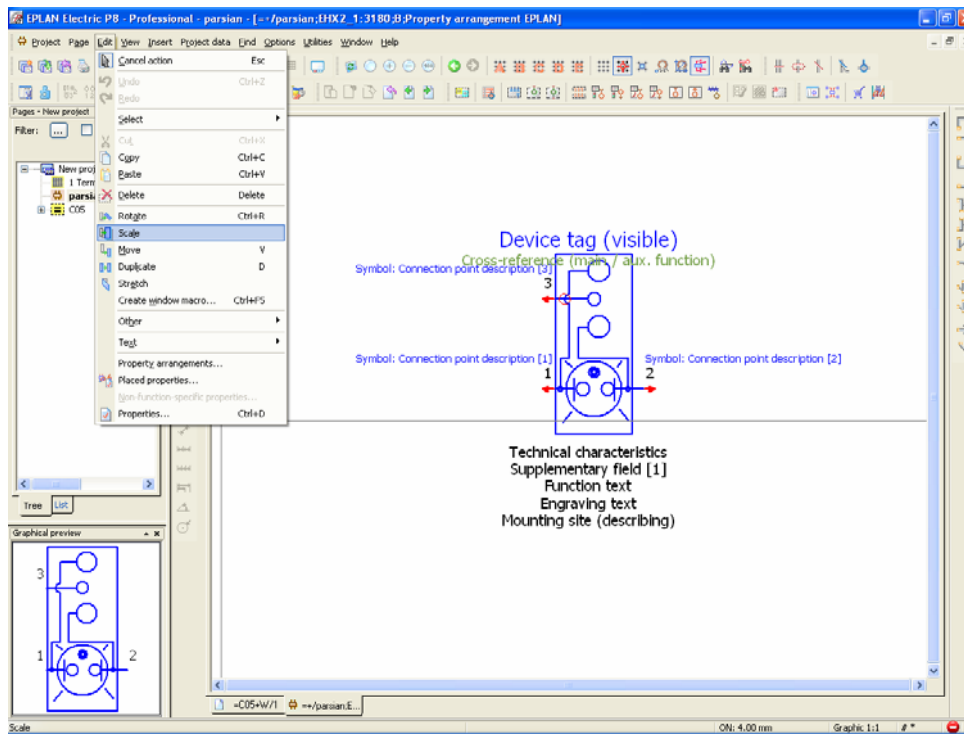 EPLAN Electric P8 - Professional - parsian - [=+/parsian;EHX2_1:3180;B;Property arrangement EPLAN]
Project Page Edit View Insert Project data Find Options Utilities Window Help
Cancel action Esc
Undo Ctrl+Z
Redo
Select
Cut Ctrl+X
Copy Ctrl+C
Paste Ctrl+V
Delete Delete
Rotate Ctrl+R
Scale
Move V
Duplicate D
Stretch
Create window macro... Ctrl+F5
Other
Text
Property arrangements...
Placed properties...
Non-function-specific properties...
Properties... Ctrl+D
Pages - New project
Filter: ...
New proj
1 Term
parsia
C05
Tree List
Graphical preview
3
1 2
Device tag (visible)
Cross-reference (main / aux. function)
Symbol: Connection point description [3]
3
Symbol: Connection point description [1] Symbol: Connection point description [2]
1 2
Technical characteristics
Supplementary field [1]
Function text
Engraving text
Mounting site (describing)
=C05+W/1 =+/parsian;E...
Scale ON: 4.00 mm Graphic 1:1 # *